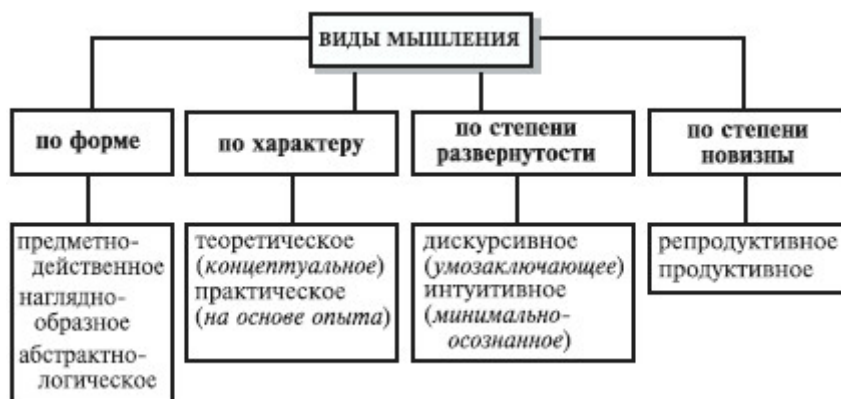 ВИДЫ МЫШЛЕНИЯ
по форме
по характеру
по степени
развернутости
по степени
новизны
предметно-
действенное
наглядно-
образное
абстрактно-
логическое
теоретическое
(концептуальное)
практическое
(на основе опыта)
дискурсивное
(умозаключающее)
интуитивное
(минимально-
осознанное)
репродуктивное
продуктивное